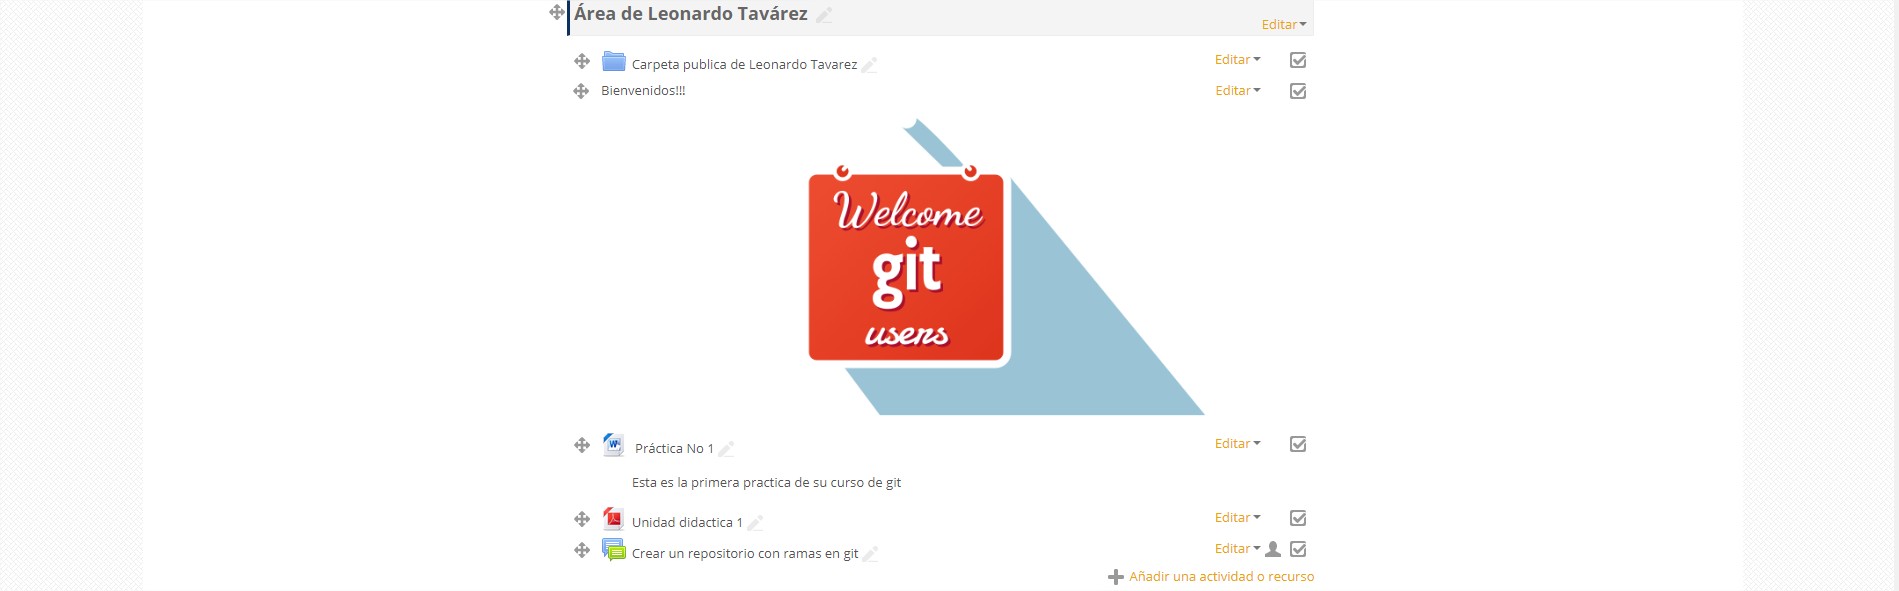 Área de Leonardo Tavárez
Editar
Carpeta publica de Leonardo Tavarez
Editar
Bienvenidos!!!
Editar
Welcome
git
users
Práctica No 1
Editar
Esta es la primera practica de su curso de git
Unidad didactica 1
Editar
Crear un repositorio con ramas en git
Editar
Añadir una actividad o recurso